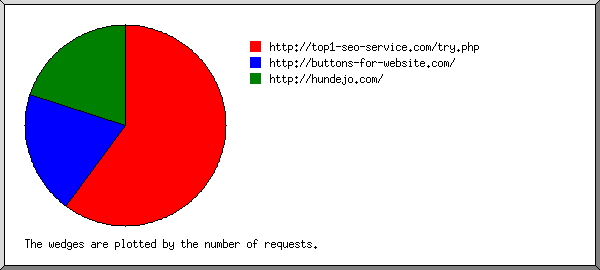 http://top1-seo-service.com/try.php
http://buttons-for-website.com/
http://hundejo.com/
The wedges are plotted by the number of requests.